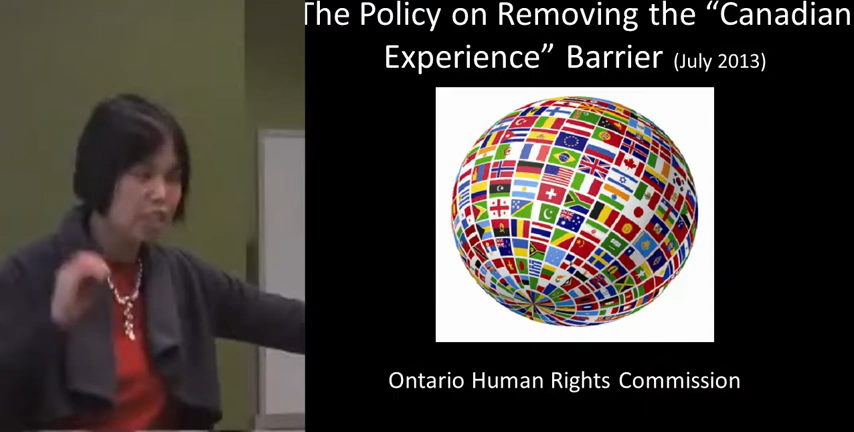 The Policy on Removing the “Canadian
Experience” Barrier (July 2013)
Ontario Human Rights Commission